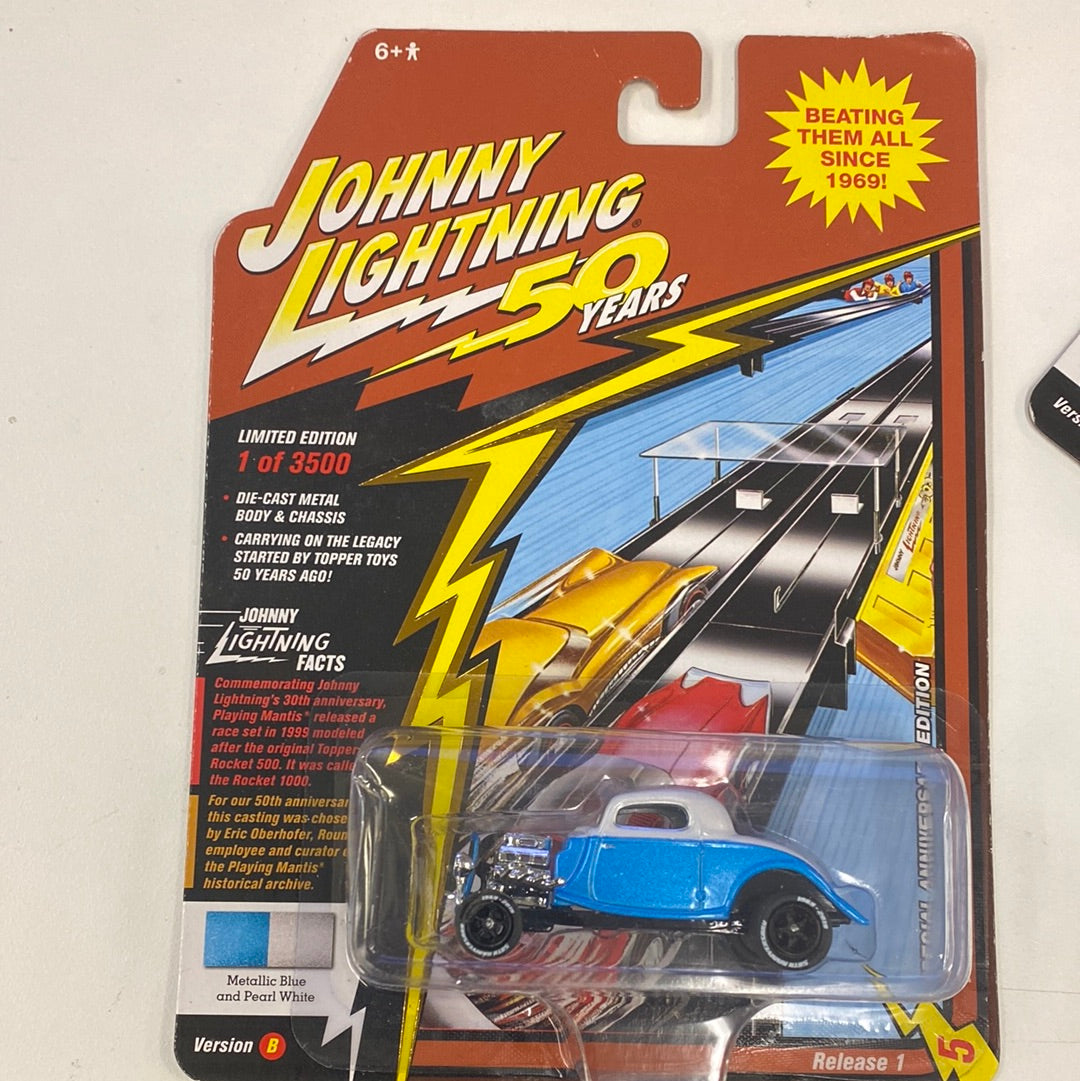 6+
BEATING
THEM ALL
SINCE
1969!
JOHNNY
LIGHTNING®
50
YEARS
LIMITED EDITION
1 of 3500
• DIE-CAST METAL
BODY & CHASSIS
• CARRYING ON THE LEGACY
STARTED BY TOPPER TOYS
50 YEARS AGO!
JOHNNY
LIGHTNING
FACTS
Commemorating Johnny
Lightning's 30th anniversary,
Playing Mantis® released a
race set in 1999 modeled
after the original Topper
Rocket 500. It was
the Rocket 1000.
For our 50th
this casting was
by Eric Oberhofer,
employee and curator
the Playing Mantis®
historical archive.
JOHNNY LIGHTNING
EDITION
Metallic Blue
and Pearl White
Version B
Release 1
5